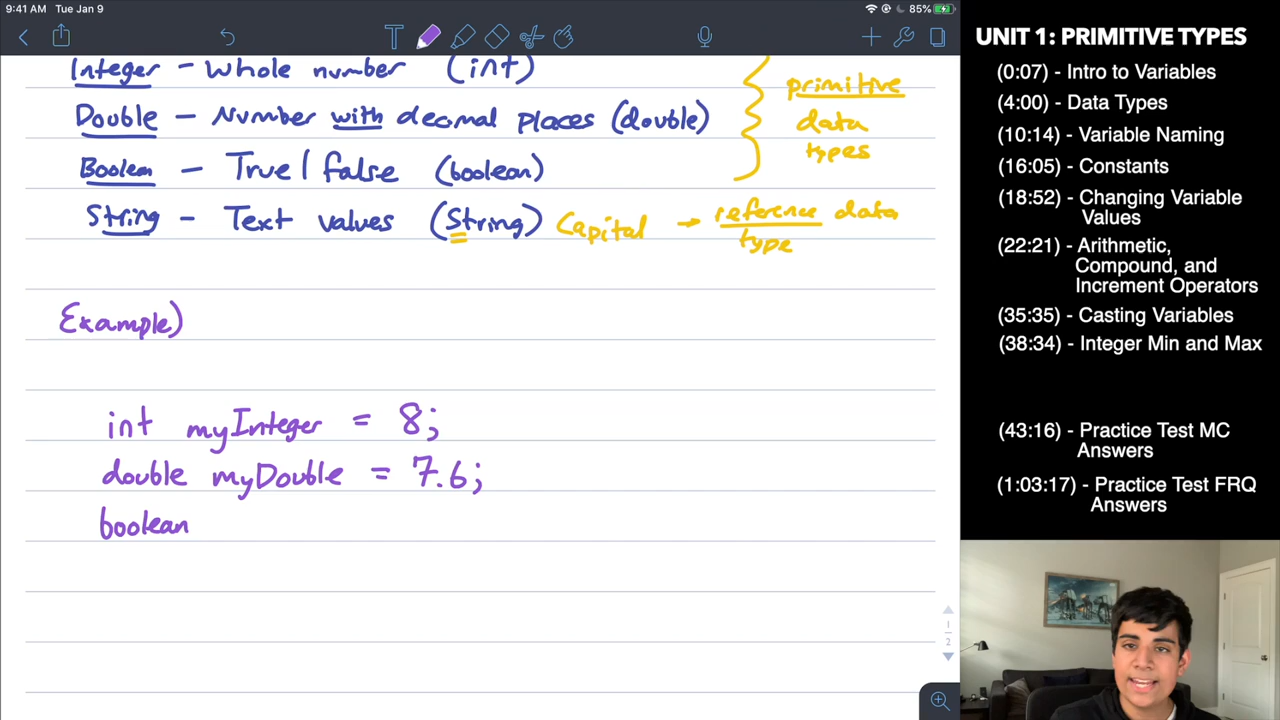 9:41 AM Tue Jan 9
85%
Integer – Whole number (int)
Double – Number with decimal places (double)
Boolean – True/false (boolean)
String – Text values (String) Capital → reference data type
primitive
data
types
Example)
int myInteger = 8;
double myDouble = 7.6;
boolean
1
2
UNIT 1: PRIMITIVE TYPES
(0:07) - Intro to Variables
(4:00) - Data Types
(10:14) - Variable Naming
(16:05) - Constants
(18:52) - Changing Variable
Values
(22:21) - Arithmetic,
Compound, and
Increment Operators
(35:35) - Casting Variables
(38:34) - Integer Min and Max
(43:16) - Practice Test MC
Answers
(1:03:17) - Practice Test FRQ
Answers